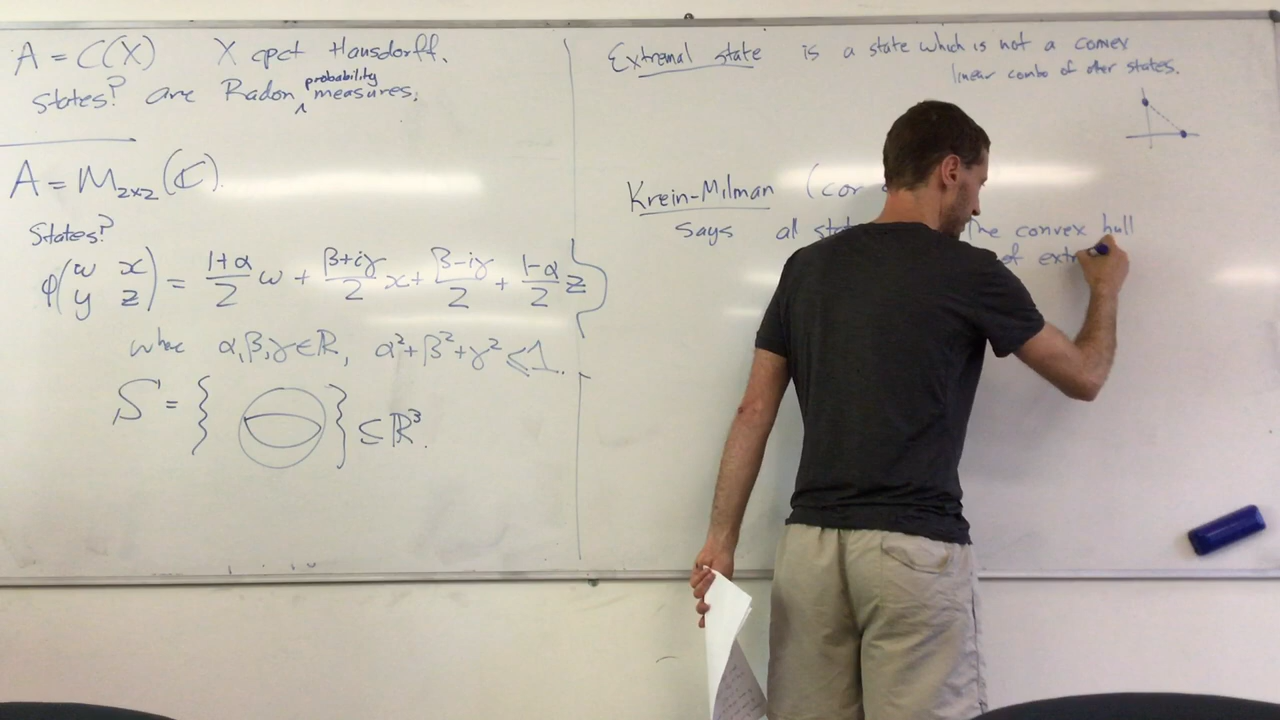 A = C(X) X cpct Hausdorff.
States? are Radon probability measures.
A = M₂ₓ₂(ℂ).
States?
φ(w x y z) = 1+α/2 w + β+iγ/2 x + β-iγ/2 + 1-α/2 z
where α,β,γ ∈ ℝ, α²+β²+γ² ≤ 1.
S = { } ⊆ ℝ³.
Extremal state is a state which is not a convex
linear combo of other states.
Krein-Milman (cor
says all
the convex hull
of extr